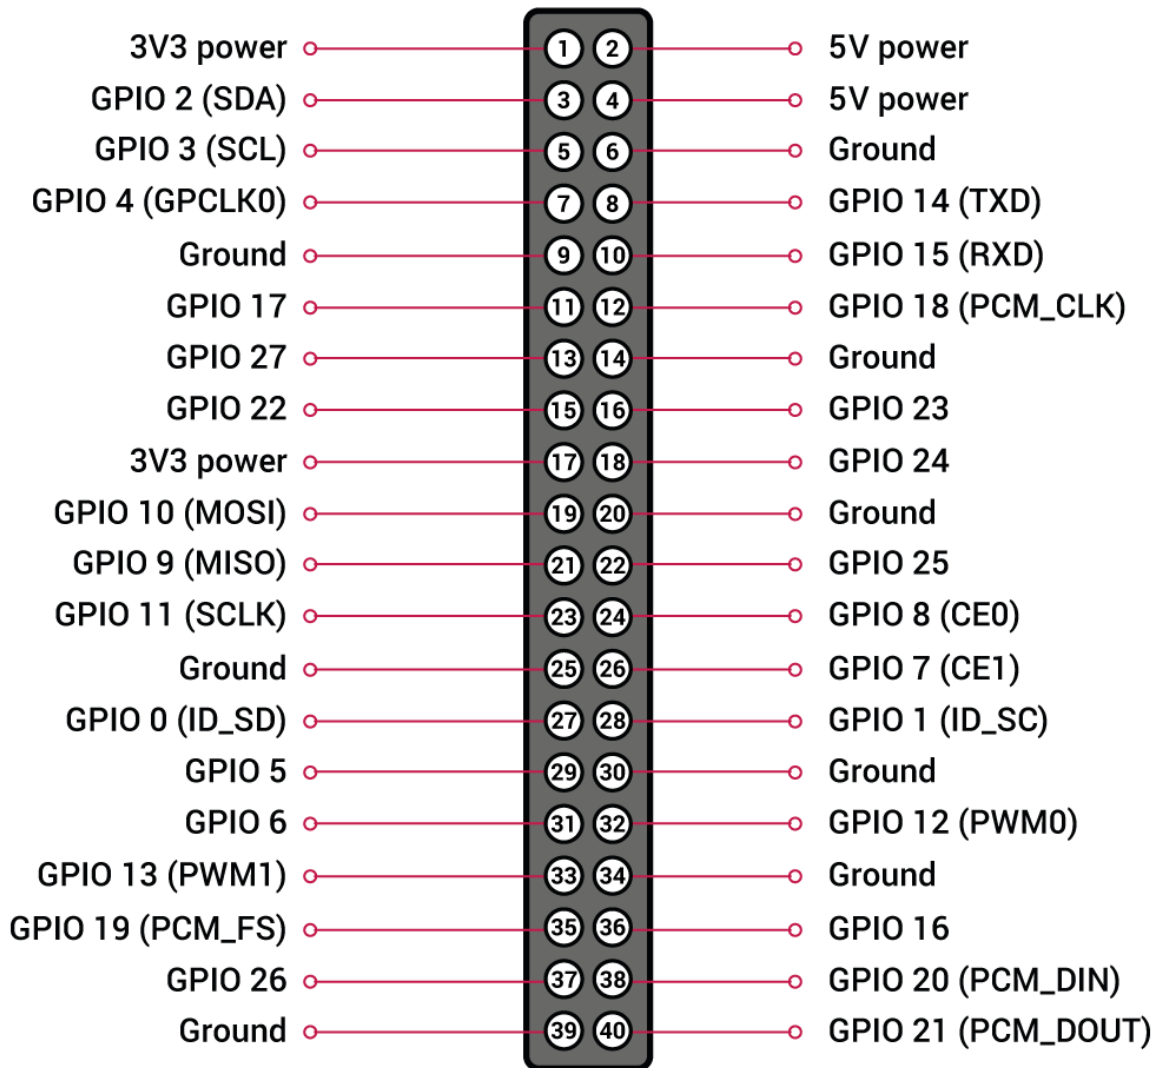 3V3 power 1 2 5V power
GPIO 2 (SDA) 3 4 5V power
GPIO 3 (SCL) 5 6 Ground
GPIO 4 (GPCLK0) 7 8 GPIO 14 (TXD)
Ground 9 10 GPIO 15 (RXD)
GPIO 17 11 12 GPIO 18 (PCM_CLK)
GPIO 27 13 14 Ground
GPIO 22 15 16 GPIO 23
3V3 power 17 18 GPIO 24
GPIO 10 (MOSI) 19 20 Ground
GPIO 9 (MISO) 21 22 GPIO 25
GPIO 11 (SCLK) 23 24 GPIO 8 (CE0)
Ground 25 26 GPIO 7 (CE1)
GPIO 0 (ID_SD) 27 28 GPIO 1 (ID_SC)
GPIO 5 29 30 Ground
GPIO 6 31 32 GPIO 12 (PWM0)
GPIO 13 (PWM1) 33 34 Ground
GPIO 19 (PCM_FS) 35 36 GPIO 16
GPIO 26 37 38 GPIO 20 (PCM_DIN)
Ground 39 40 GPIO 21 (PCM_DOUT)